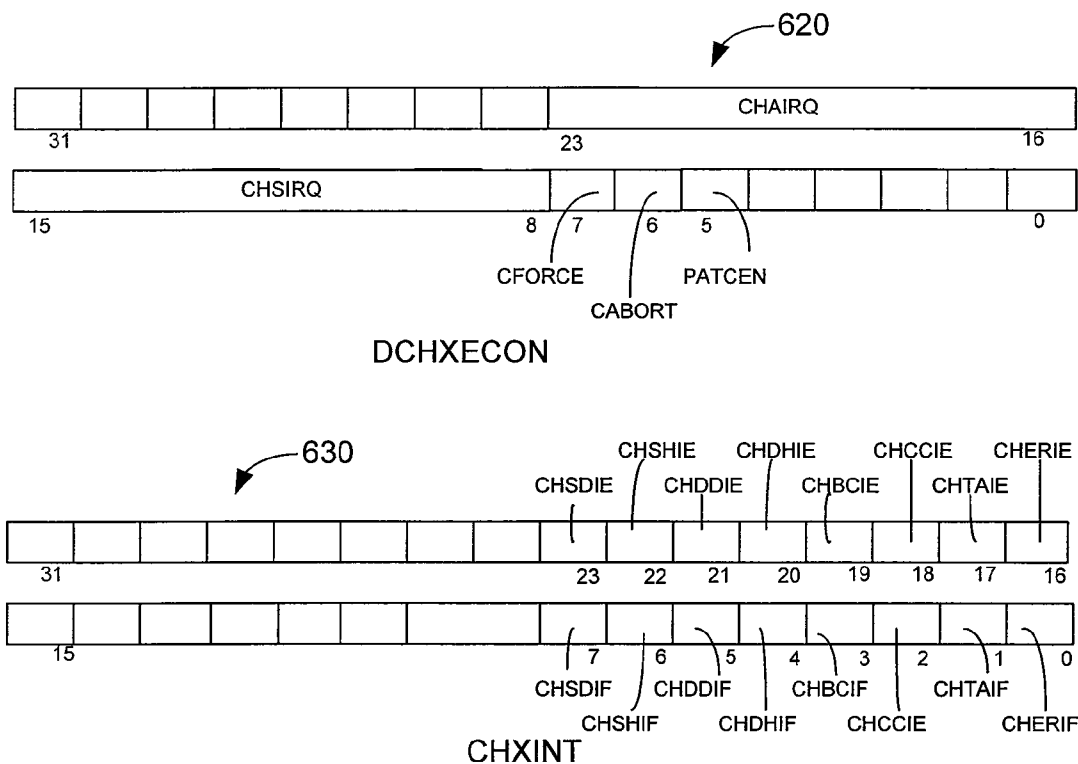 620
CHAIRQ
31 23 16
CHSIRQ
15 8 7 6 5 0
CFORCE PATCEN
CABORT
DCHXECON
630
CHSHIE CHDHIE CHCCIE CHERIE
CHSDIE CHDDIE CHBCIE CHTAIE
31 23 22 21 20 19 18 17 16
15 7 6 5 4 3 2 1 0
CHSDIF CHDDIF CHBCIF CHTAIF
CHSHIF CHDHIF CHCCIE CHERIF
CHXINT